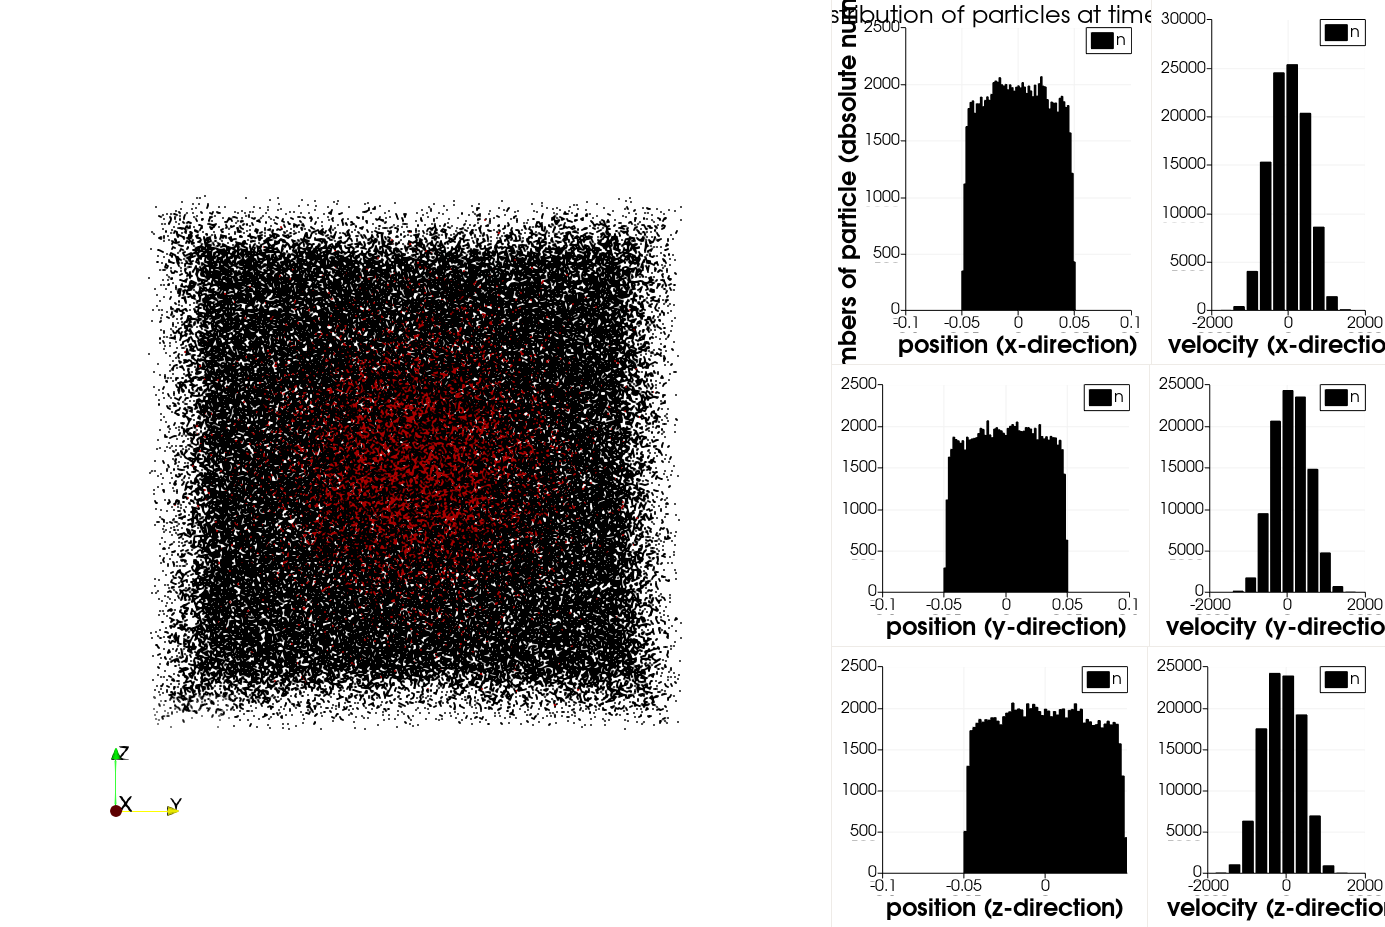 stribution of particles at time
mbers of particle (absolute num
2500
2000
1500
1000
500
0
n
-0.1 -0.05 0 0.05 0.1
position (x-direction)
30000
25000
20000
15000
10000
5000
0
n
-2000 0 2000
velocity (x-directio
2500
2000
1500
1000
500
0
n
-0.1 -0.05 0 0.05 0.1
position (y-direction)
25000
20000
15000
10000
5000
0
n
-2000 0 2000
velocity (y-directio
2500
2000
1500
1000
500
0
n
-0.1 -0.05 0
position (z-direction)
25000
20000
15000
10000
5000
0
n
-2000 0 2000
velocity (z-direction
Z
X
Y